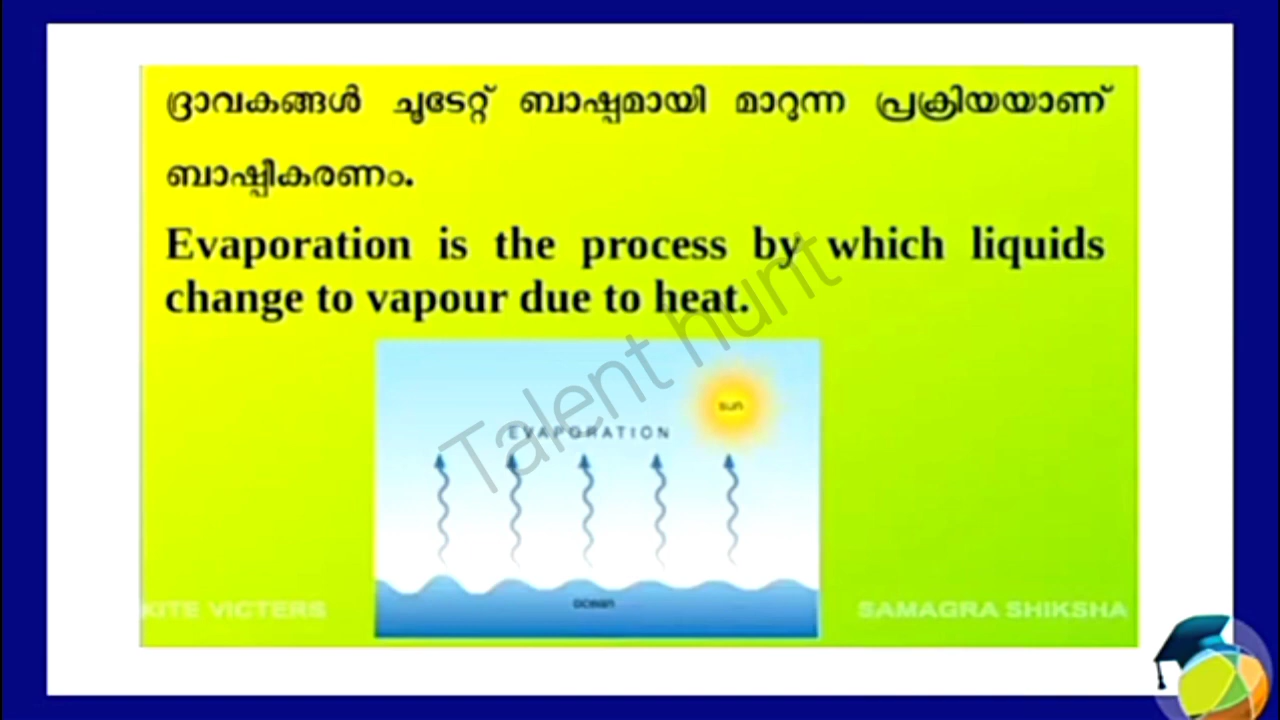 ദ്രാവകങ്ങൾ ചൂടേറ്റ് ബാഷ്പമായി മാറുന്ന പ്രക്രിയയാണ്
ബാഷ്പീകരണം.
Evaporation is the process by which liquids
change to vapour due to heat.
Talent hunt
sun
EVAPORATION
ocean
KITE VICTERS
SAMAGRA SHIKSHA